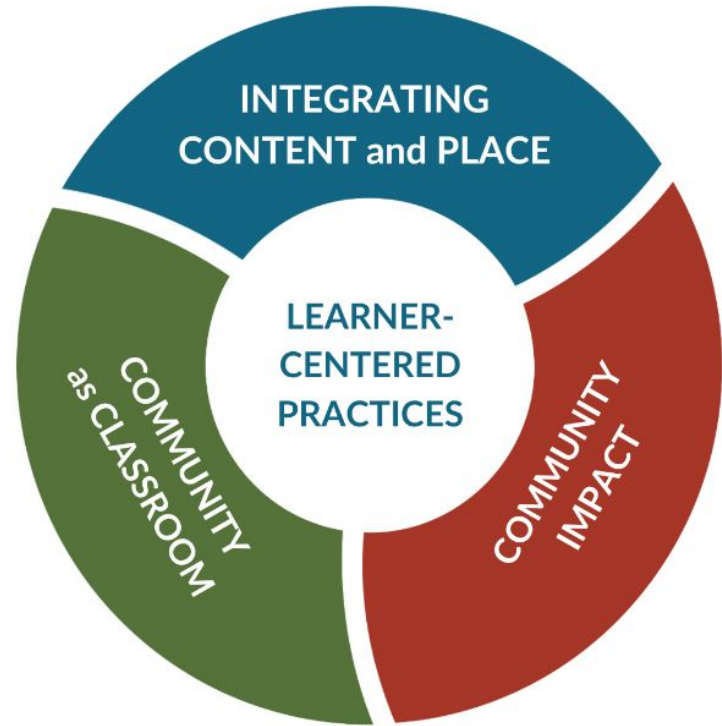 INTEGRATING
CONTENT and PLACE
LEARNER-
CENTERED
PRACTICES
COMMUNITY
as CLASSROOM
COMMUNITY
IMPACT